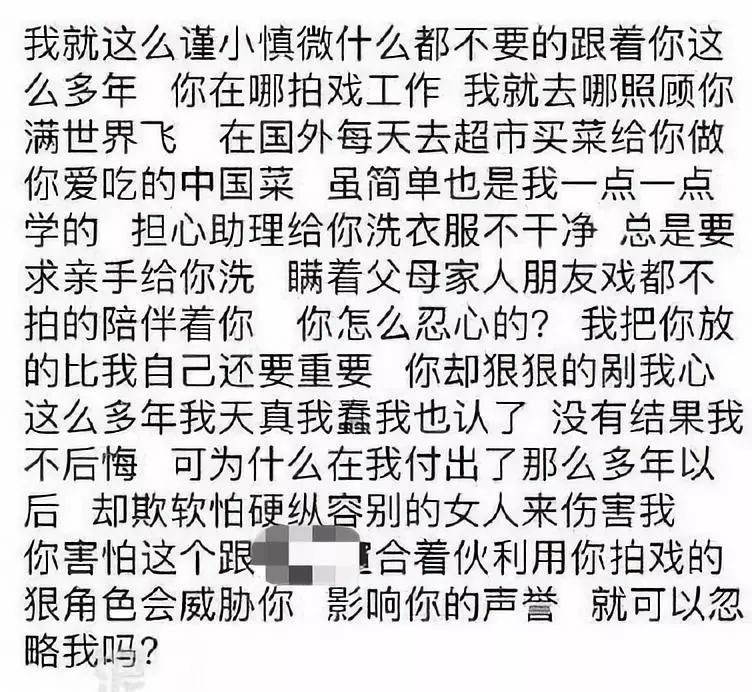 我就这么谨小慎微什么都不要的跟着你这
么多年 你在哪拍戏工作 我就去哪照顾你
满世界飞 在国外每天去超市买菜给你做
你爱吃的中国菜 虽简单也是我一点一点
学的 担心助理给你洗衣服不干净 总是要
求亲手给你洗 瞒着父母家人朋友戏都不
拍的陪伴着你 你怎么忍心的? 我把你放
的比我自己还要重要 你却狠狠的剐我心
这么多年我天真我蠢我也认了 没有结果我
不后悔 可为什么在我付出了那么多年以
后 却欺软怕硬纵容别的女人来伤害我
你害怕这个跟 合着伙利用你拍戏的
狠角色会威胁你 影响你的声誉 就可以忽
略我吗?